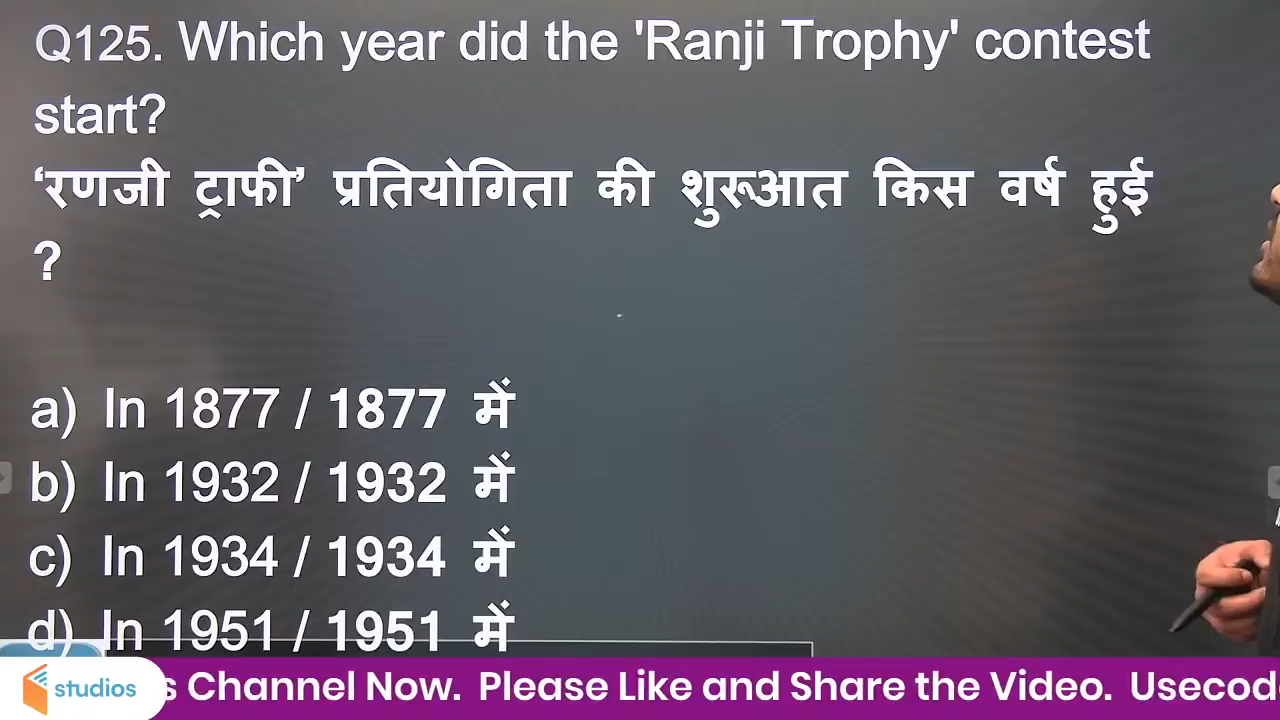 Q125. Which year did the 'Ranji Trophy' contest
start?
‘रणजी ट्राफी’ प्रतियोगिता की शुरूआत किस वर्ष हुई
?
a) In 1877 / 1877 में
b) In 1932 / 1932 में
c) In 1934 / 1934 में
d) In 1951 / 1951 में
studios
s Channel Now. Please Like and Share the Video. Usecod